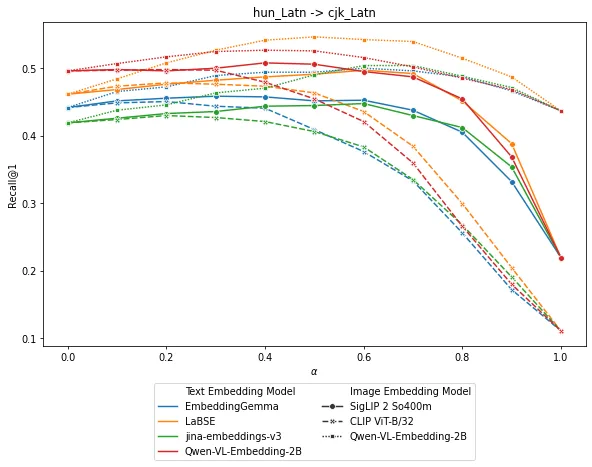 hun_Latn -> cjk_Latn
Recall@1
0.5
0.4
0.3
0.2
0.1
0.0 0.2 0.4 0.6 0.8 1.0
α
Text Embedding Model
EmbeddingGemma
LaBSE
jina-embeddings-v3
Qwen-VL-Embedding-2B
Image Embedding Model
SigLIP 2 So400m
CLIP ViT-B/32
Qwen-VL-Embedding-2B